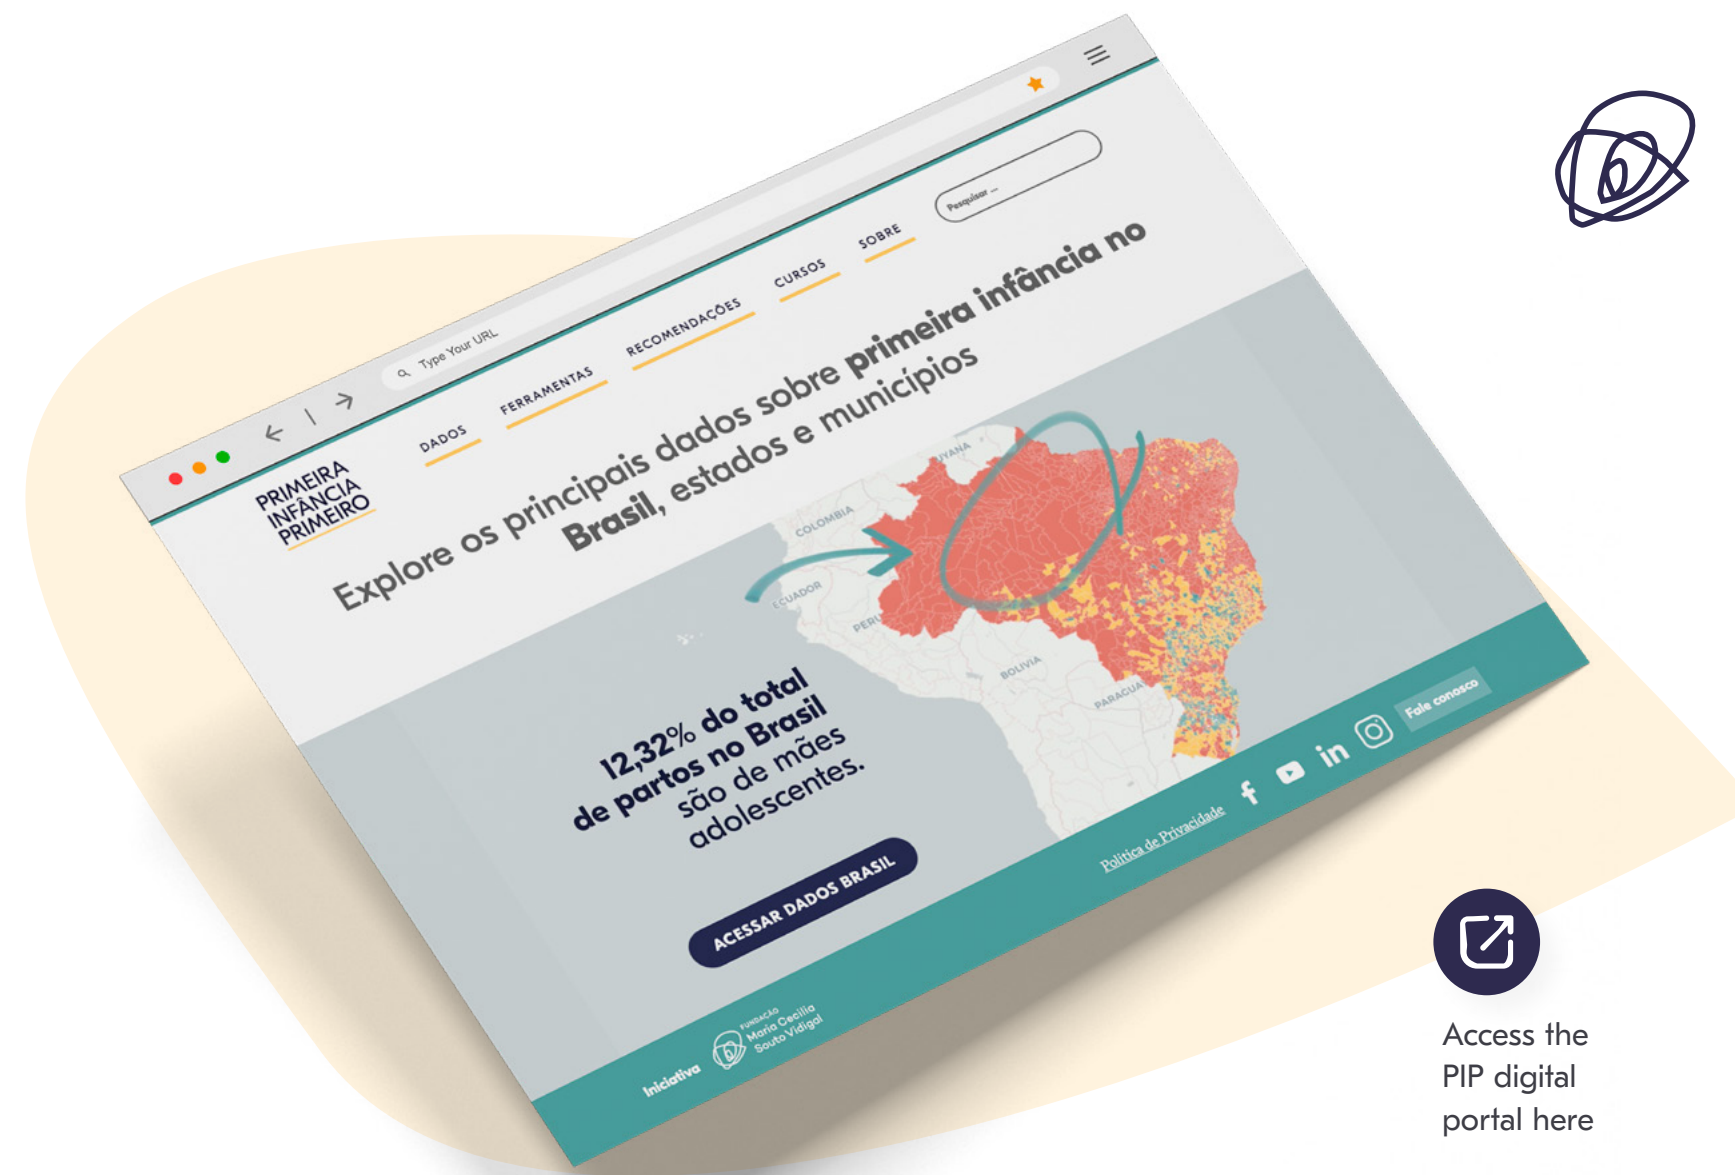 Type Your URL
PRIMEIRA
INFÂNCIA
PRIMEIRO
DADOS
FERRAMENTAS
RECOMENDAÇÕES
CURSOS
SOBRE
Pesquisar ...
Explore os principais dados sobre primeira infância no
Brasil, estados e municípios
COLOMBIA
UYANA
ECUADOR
PERU
BOLIVIA
PARAGUA
12,32% do total
de partos no Brasil
são de mães
adolescentes.
ACESSAR DADOS BRASIL
Iniciativa
FUNDAÇÃO
Maria Cecilia
Souto Vidigal
Política de Privacidade
Fale conosco
Access the
PIP digital
portal here